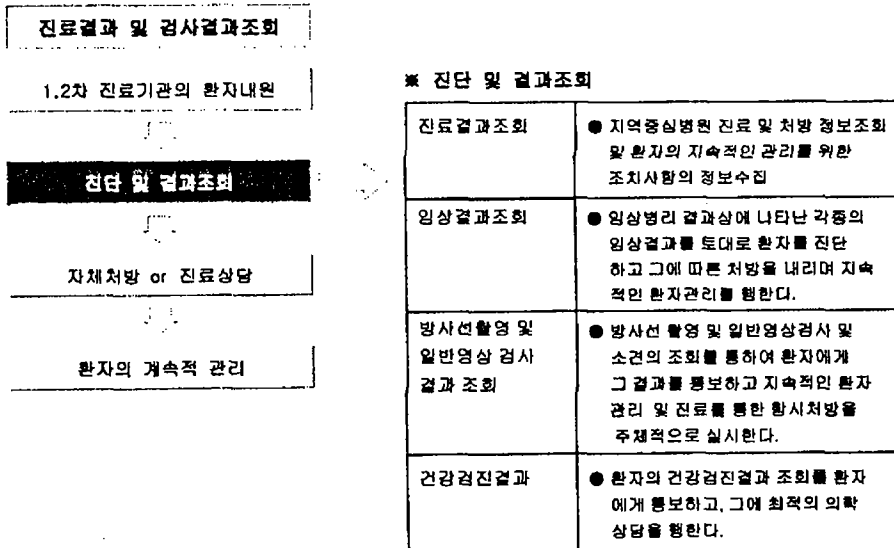 진료결과 및 검사결과조회
1.2차 진료기관의 환자내원
진단 및 결과조회
자체처방 or 진료상담
환자의 계속적 관리
※ 진단 및 결과조회
진료결과조회
● 지역중심병원 진료 및 처방 정보조회
및 환자의 지속적인 관리를 위한
조치사항의 정보수집
임상결과조회
● 임상병리 결과상에 나타난 각종의
임상결과를 토대로 환자를 진단
하고 그에 따른 처방을 내리며 지속
적인 환자관리를 행한다.
방사선촬영 및
일반영상 검사
결과 조회
● 방사선 촬영 및 일반영상검사 및
소견의 조회를 통하여 환자에게
그 결과를 통보하고 지속적인 환자
관리 및 진료를 통한 항시처방을
주체적으로 실시한다.
건강검진결과
● 환자의 건강검진결과 조회를 환자
에게 통보하고, 그에 최적의 의학
상담을 행한다.